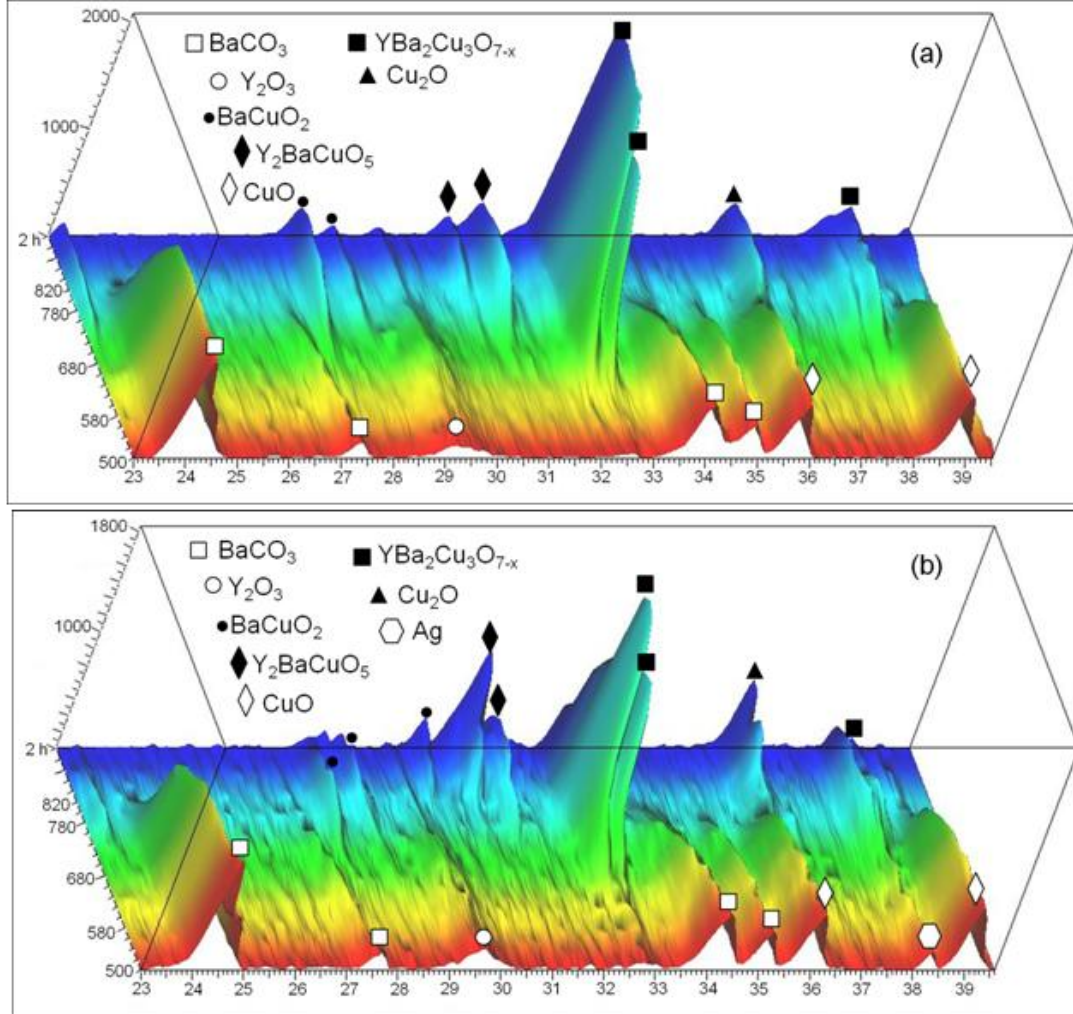 2000
BaCO₃ YBa₂Cu₃O₇₋ₓ (a)
Y₂O₃ Cu₂O
BaCuO₂
1000
Y₂BaCuO₅
CuO
2 h
820
780
680
580
500
23 24 25 26 27 28 29 30 31 32 33 34 35 36 37 38 39
1800
BaCO₃ YBa₂Cu₃O₇₋ₓ (b)
Y₂O₃ Cu₂O
BaCuO₂ Ag
1000
Y₂BaCuO₅
CuO
2 h
820
780
680
580
500
23 24 25 26 27 28 29 30 31 32 33 34 35 36 37 38 39